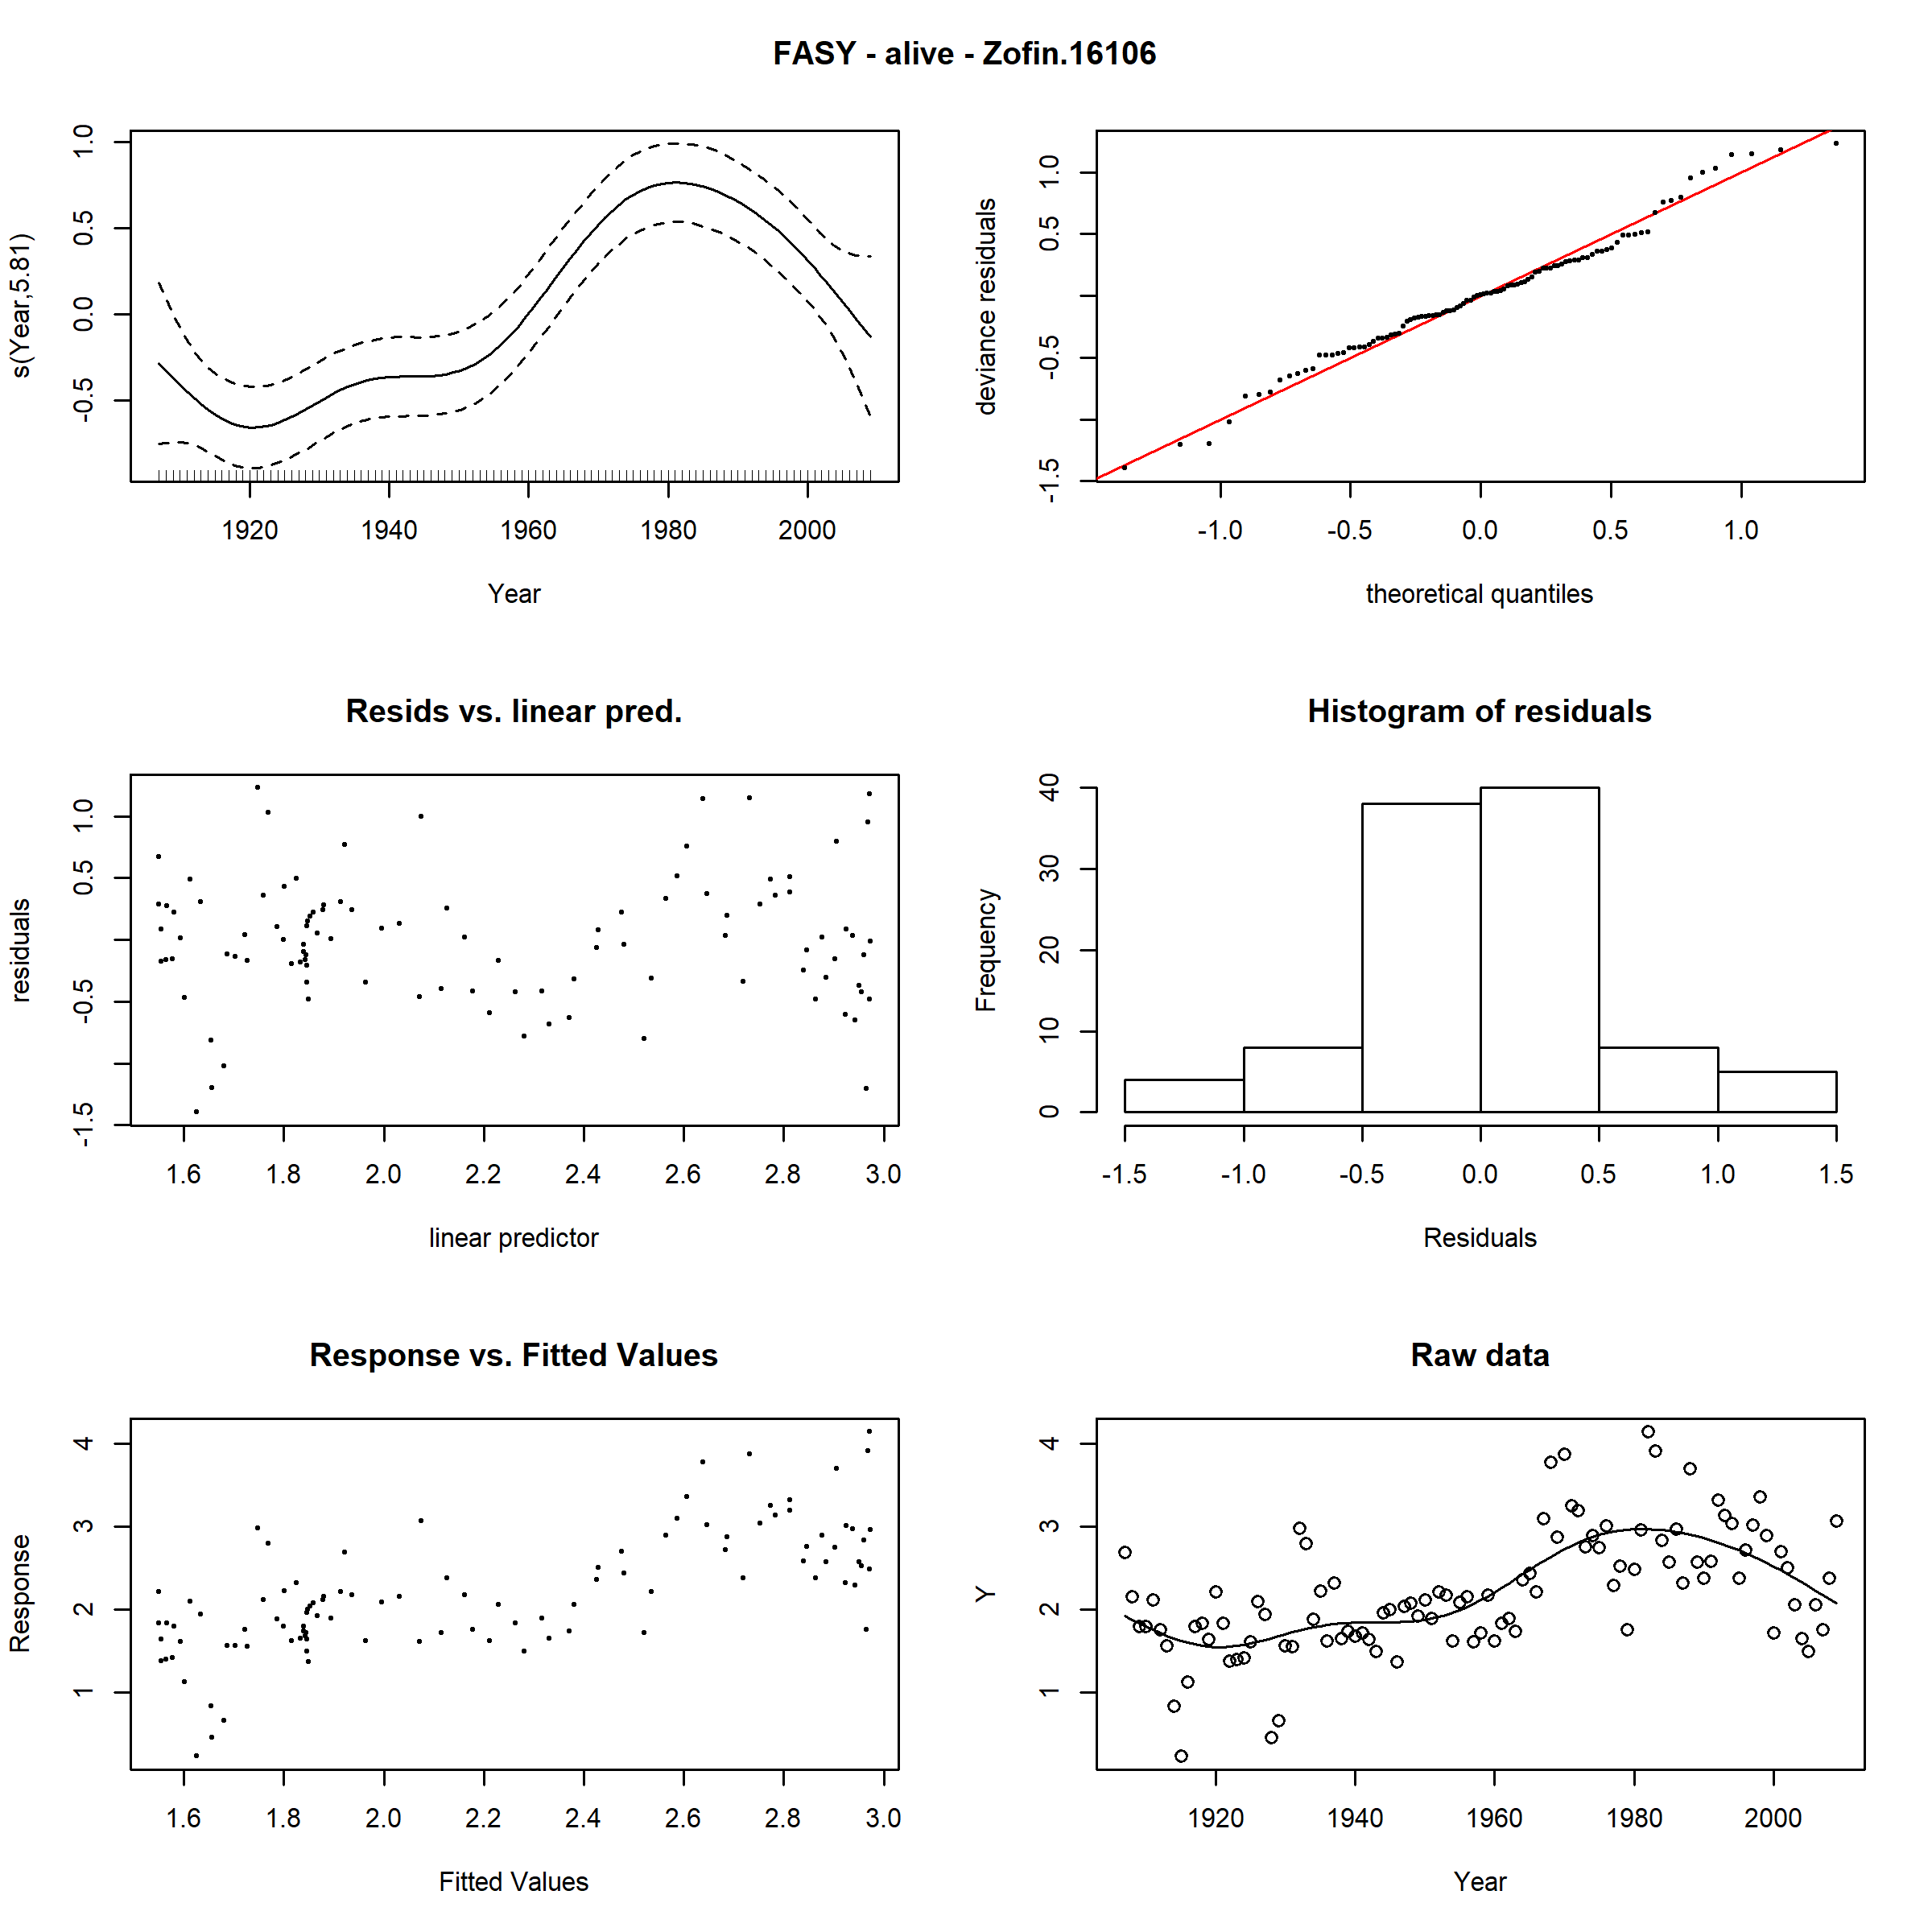 FASY - alive - Zofin.16106
s(Year,5.81)
1.0
0.5
0.0
-0.5
1920 1940 1960 1980 2000
Year
deviance residuals
1.0
0.5
-0.5
-1.5
-1.0 -0.5 0.0 0.5 1.0
theoretical quantiles
Resids vs. linear pred.
residuals
1.0
0.5
-0.5
-1.5
1.6 1.8 2.0 2.2 2.4 2.6 2.8 3.0
linear predictor
Histogram of residuals
Frequency
40
30
20
10
0
-1.5 -1.0 -0.5 0.0 0.5 1.0 1.5
Residuals
Response vs. Fitted Values
Response
4
3
2
1
1.6 1.8 2.0 2.2 2.4 2.6 2.8 3.0
Fitted Values
Raw data
Y
4
3
2
1
1920 1940 1960 1980 2000
Year